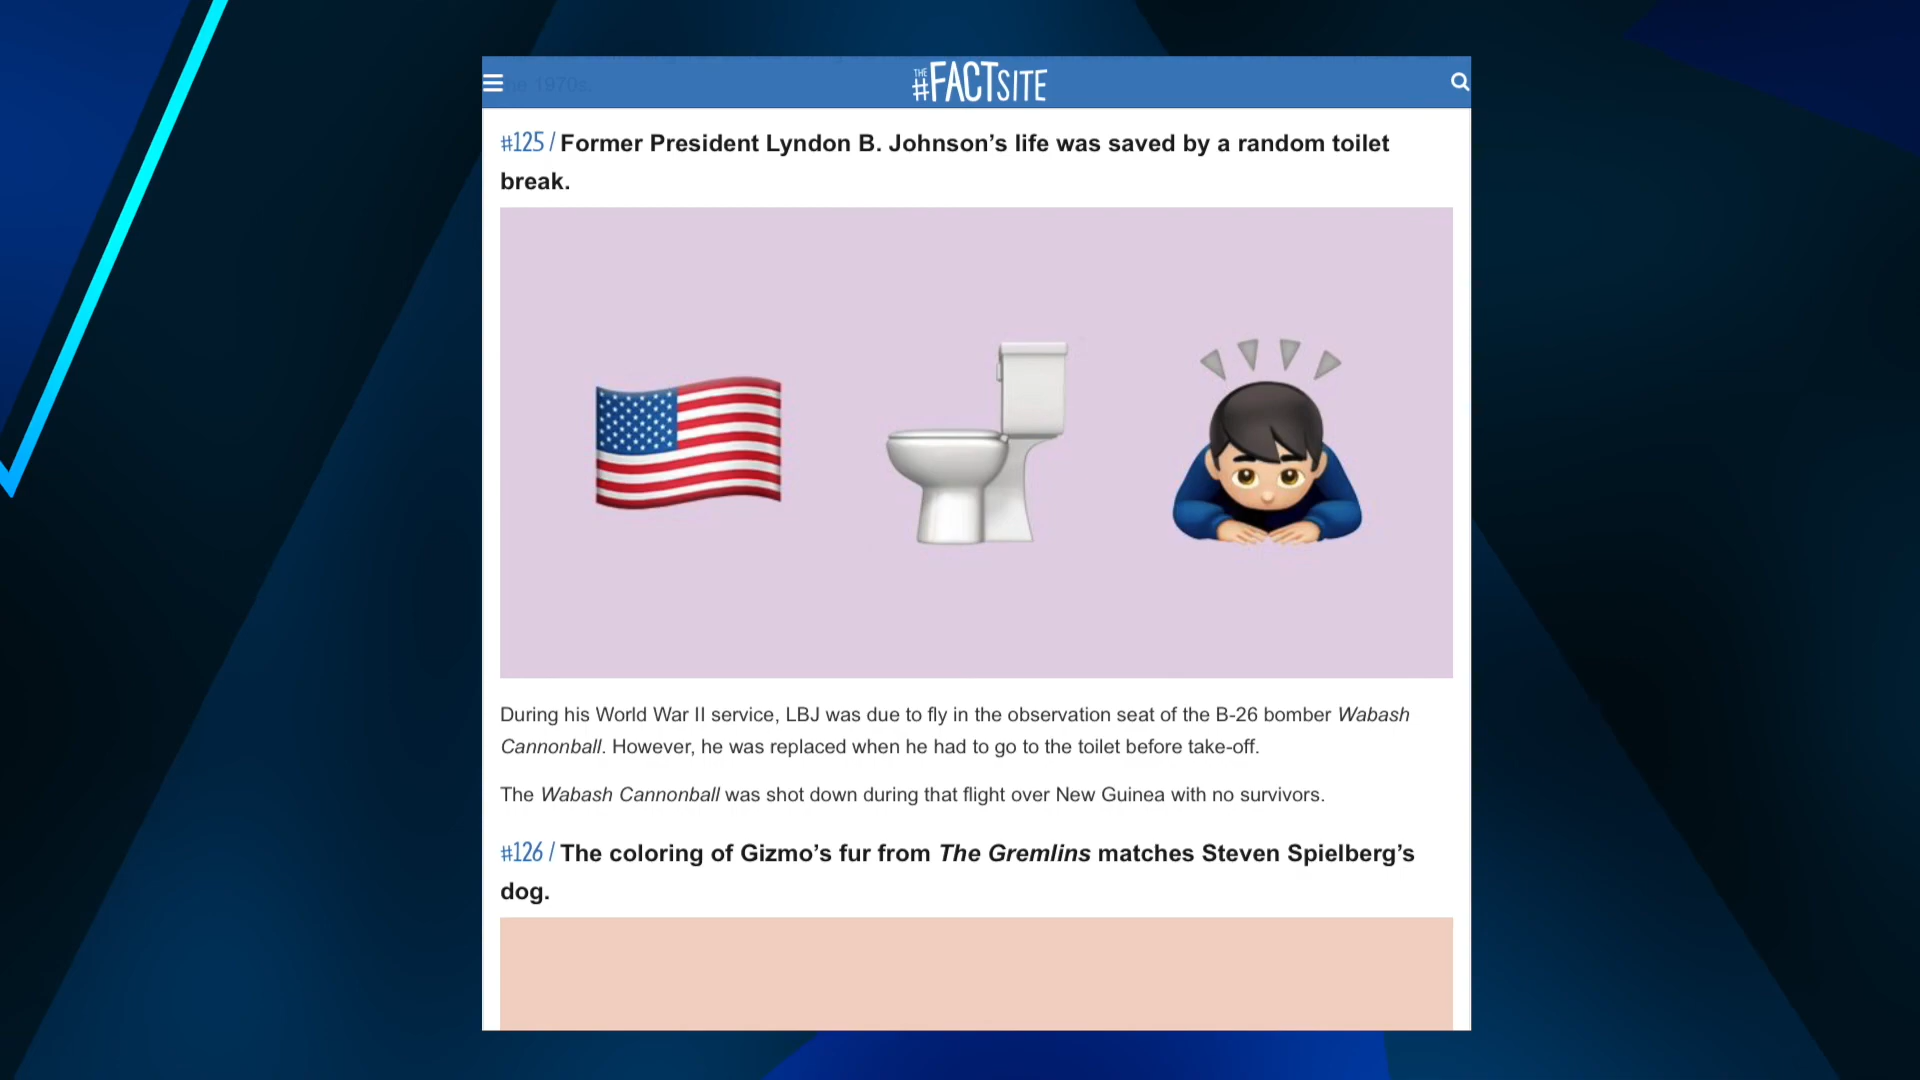 he 1970s.
THE #FACTSITE
#125 / Former President Lyndon B. Johnson’s life was saved by a random toilet
break.
During his World War II service, LBJ was due to fly in the observation seat of the B-26 bomber Wabash
Cannonball. However, he was replaced when he had to go to the toilet before take-off.
The Wabash Cannonball was shot down during that flight over New Guinea with no survivors.
#126 / The coloring of Gizmo’s fur from The Gremlins matches Steven Spielberg’s
dog.